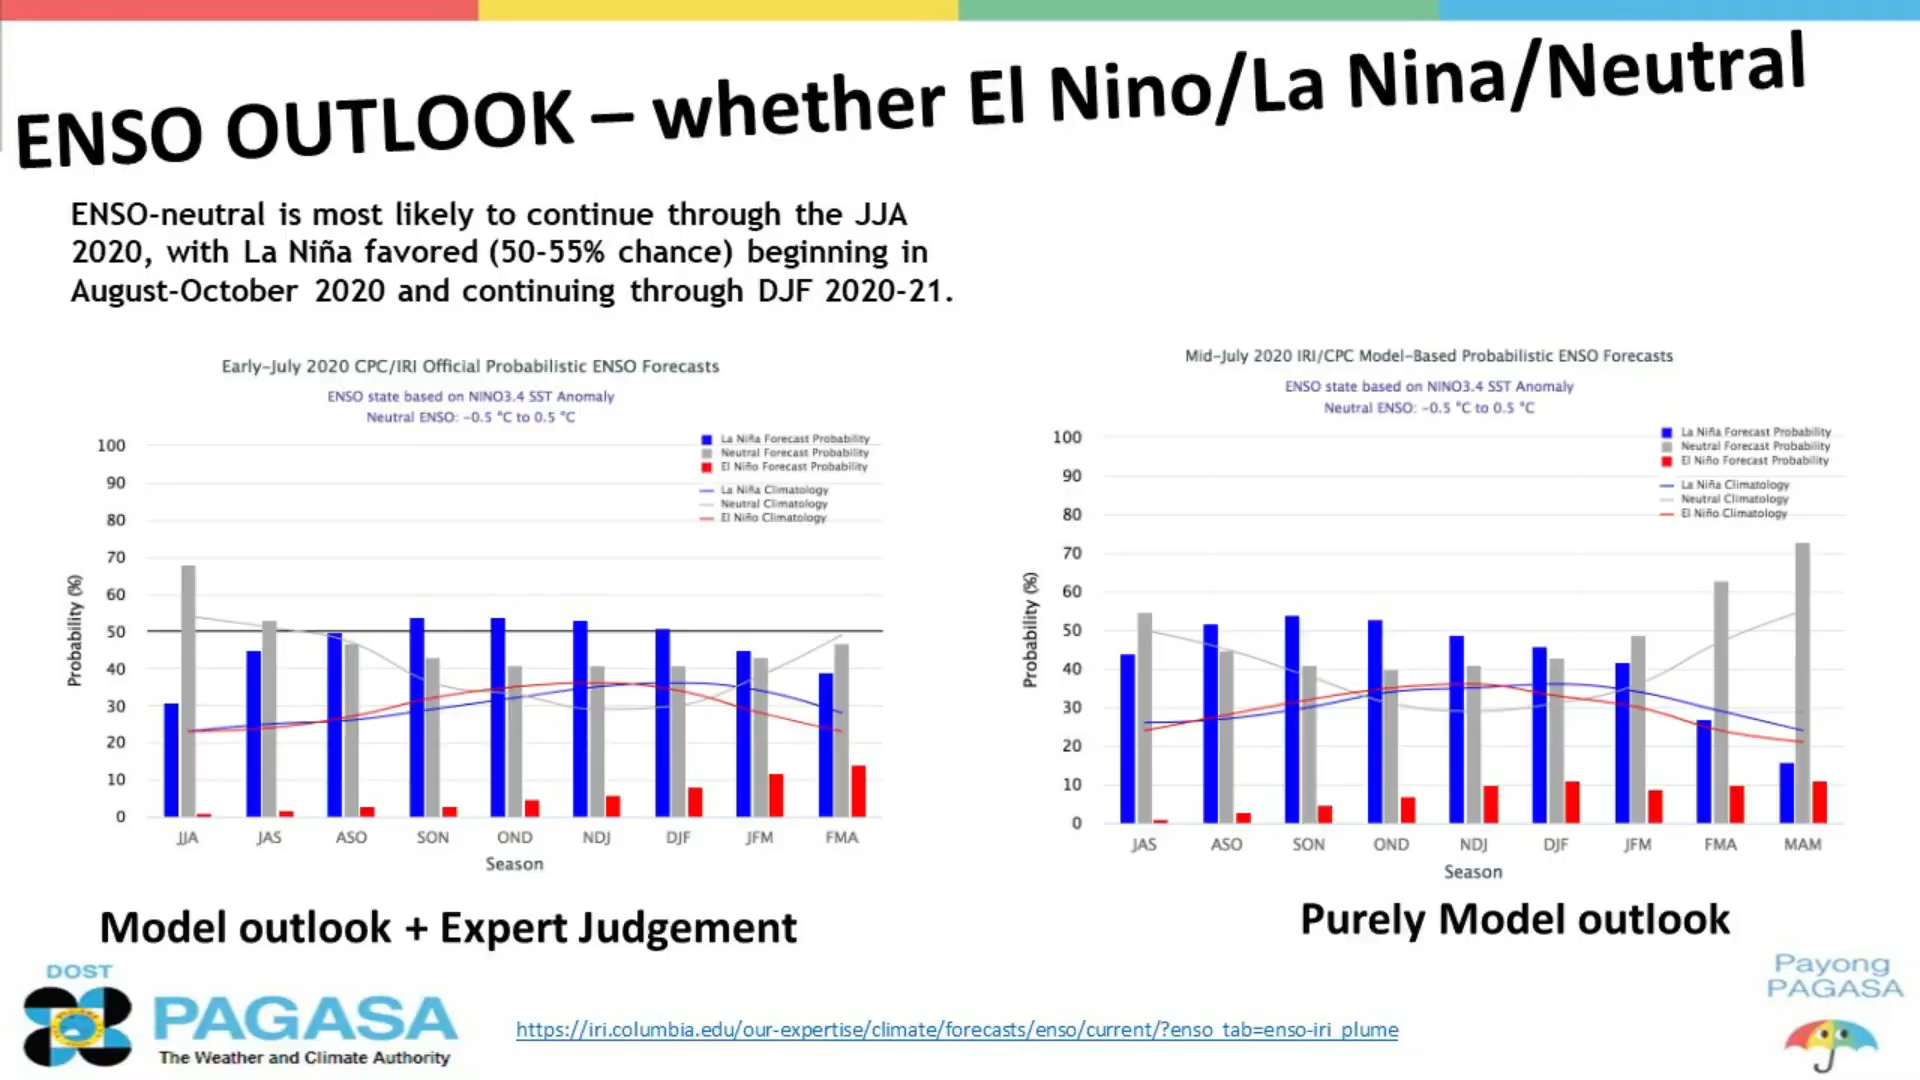 ENSO OUTLOOK – whether El Nino/La Nina/Neutral
ENSO-neutral is most likely to continue through the JJA
2020, with La Niña favored (50-55% chance) beginning in
August-October 2020 and continuing through DJF 2020-21.
Early-July 2020 CPC/IRI Official Probabilistic ENSO Forecasts
ENSO state based on NINO3.4 SST Anomaly
Neutral ENSO: -0.5 °C to 0.5 °C
La Niña Forecast Probability
Neutral Forecast Probability
El Niño Forecast Probability
La Niña Climatology
Neutral Climatology
El Niño Climatology
Probability (%)
100
90
80
70
60
50
40
30
20
10
0
JJA JAS ASO SON OND NDJ DJF JFM FMA
Season
Model outlook + Expert Judgement
Mid-July 2020 IRI/CPC Model-Based Probabilistic ENSO Forecasts
ENSO state based on NINO3.4 SST Anomaly
Neutral ENSO: -0.5 °C to 0.5 °C
La Niña Forecast Probability
Neutral Forecast Probability
El Niño Forecast Probability
La Niña Climatology
Neutral Climatology
El Niño Climatology
Probability (%)
100
90
80
70
60
50
40
30
20
10
0
JAS ASO SON OND NDJ DJF JFM FMA MAM
Season
Purely Model outlook
DOST
PAGASA
The Weather and Climate Authority
https://iri.columbia.edu/our-expertise/climate/forecasts/enso/current/?enso_tab=enso-iri_plume
Payong
PAGASA